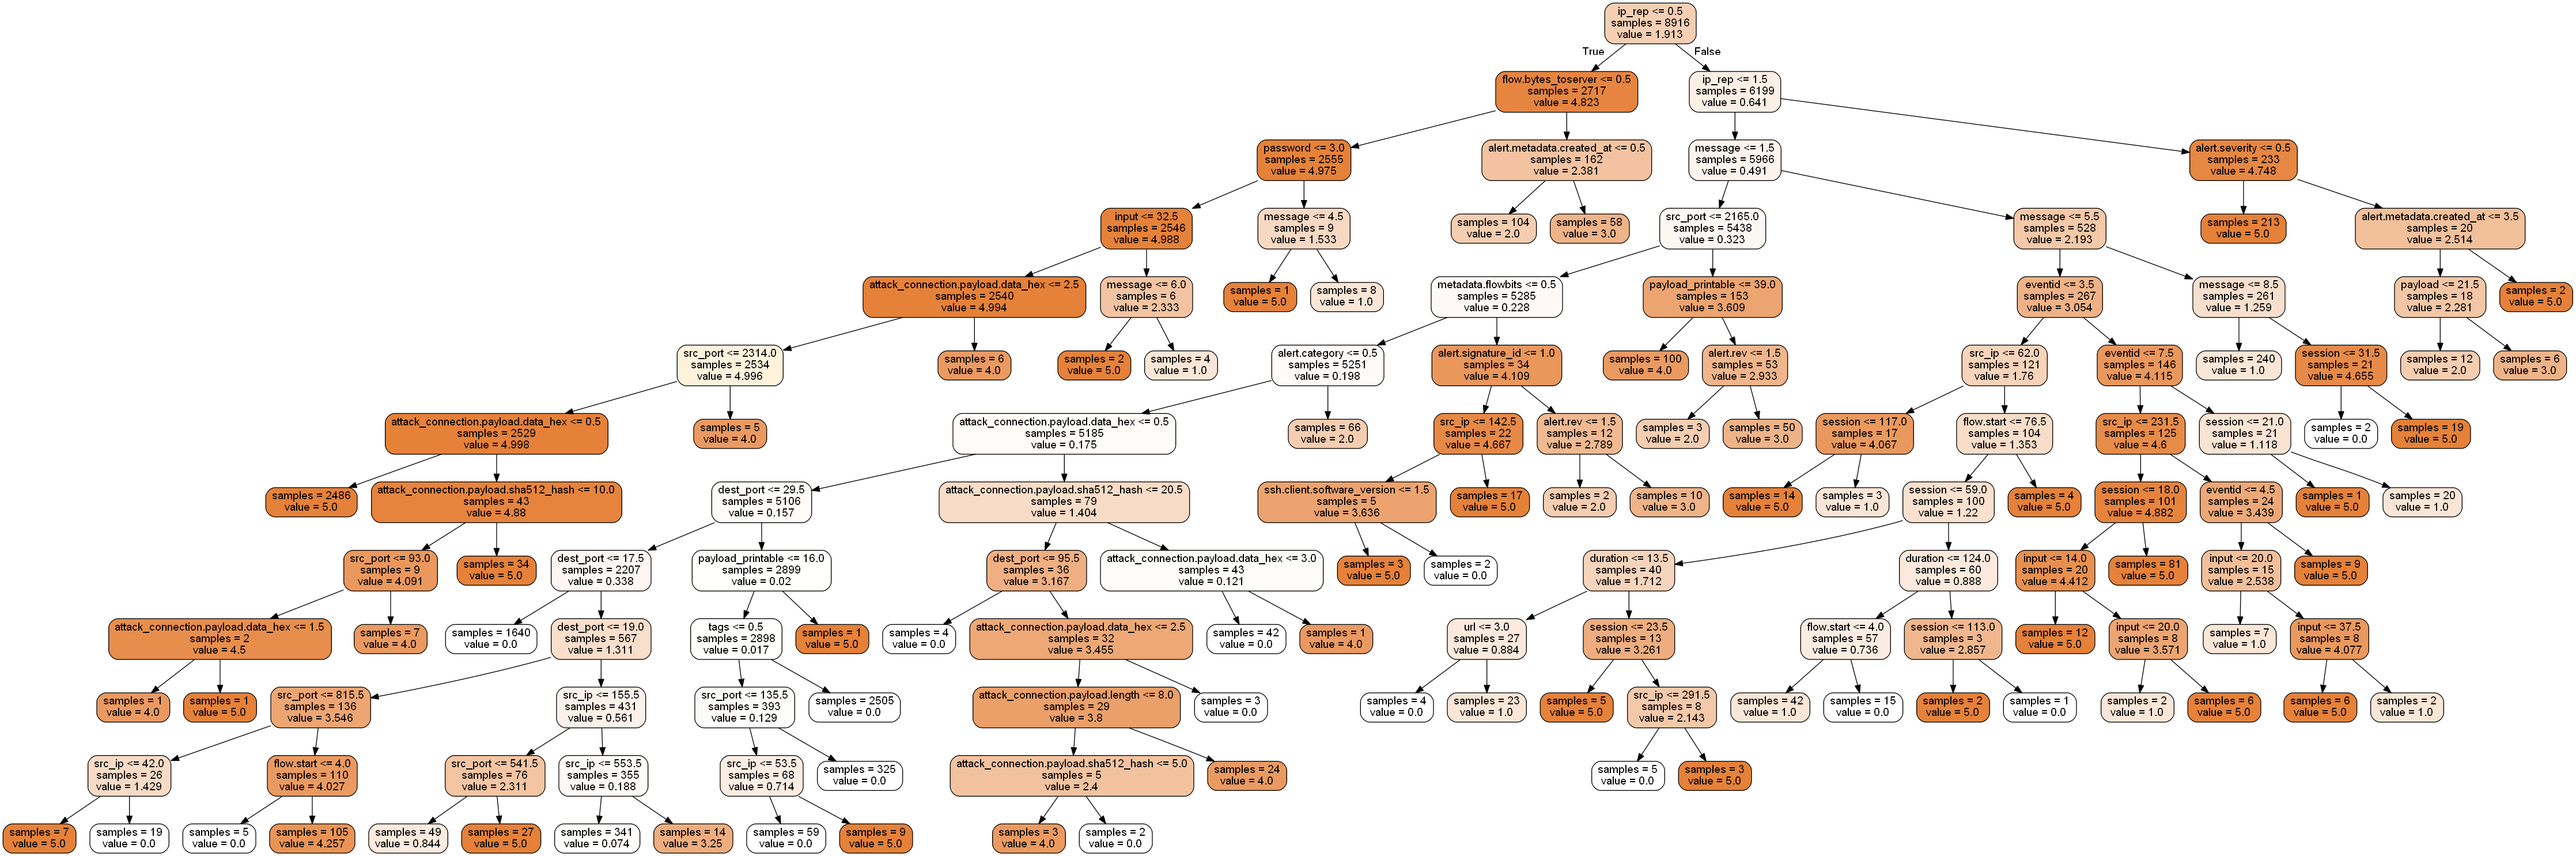 ip_rep <= 0.5
samples = 8916
value = 1.913
True
False
flow.bytes_toserver <= 0.5
samples = 2717
value = 4.823
ip_rep <= 1.5
samples = 6199
value = 0.641
password <= 3.0
samples = 2555
value = 4.975
alert.metadata.created_at <= 0.5
samples = 162
value = 2.381
message <= 1.5
samples = 5966
value = 0.491
alert.severity <= 0.5
samples = 233
value = 4.748
input <= 32.5
samples = 2546
value = 4.988
message <= 4.5
samples = 9
value = 1.533
samples = 104
value = 2.0
samples = 58
value = 3.0
src_port <= 2165.0
samples = 5438
value = 0.323
message <= 5.5
samples = 528
value = 2.193
samples = 213
value = 5.0
alert.metadata.created_at <= 3.5
samples = 20
value = 2.514
attack_connection.payload.data_hex <= 2.5
samples = 2540
value = 4.994
message <= 6.0
samples = 6
value = 2.333
samples = 1
value = 5.0
samples = 8
value = 1.0
metadata.flowbits <= 0.5
samples = 5285
value = 0.228
payload_printable <= 39.0
samples = 153
value = 3.609
eventid <= 3.5
samples = 267
value = 3.054
message <= 8.5
samples = 261
value = 1.259
payload <= 21.5
samples = 18
value = 2.281
samples = 2
value = 5.0
src_port <= 2314.0
samples = 2534
value = 4.996
samples = 6
value = 4.0
samples = 2
value = 5.0
samples = 4
value = 1.0
alert.category <= 0.5
samples = 5251
value = 0.198
alert.signature_id <= 1.0
samples = 34
value = 4.109
samples = 100
value = 4.0
alert.rev <= 1.5
samples = 53
value = 2.933
src_ip <= 62.0
samples = 121
value = 1.76
eventid <= 7.5
samples = 146
value = 4.115
samples = 240
value = 1.0
session <= 31.5
samples = 21
value = 4.655
samples = 12
value = 2.0
samples = 6
value = 3.0
attack_connection.payload.data_hex <= 0.5
samples = 2529
value = 4.998
samples = 5
value = 4.0
attack_connection.payload.data_hex <= 0.5
samples = 5185
value = 0.175
samples = 66
value = 2.0
src_ip <= 142.5
samples = 22
value = 4.667
alert.rev <= 1.5
samples = 12
value = 2.789
samples = 3
value = 2.0
samples = 50
value = 3.0
session <= 117.0
samples = 17
value = 4.067
flow.start <= 76.5
samples = 104
value = 1.353
src_ip <= 231.5
samples = 125
value = 4.6
session <= 21.0
samples = 21
value = 1.118
samples = 2
value = 0.0
samples = 19
value = 5.0
samples = 2486
value = 5.0
attack_connection.payload.sha512_hash <= 10.0
samples = 43
value = 4.88
dest_port <= 29.5
samples = 5106
value = 0.157
attack_connection.payload.sha512_hash <= 20.5
samples = 79
value = 1.404
ssh.client.software_version <= 1.5
samples = 5
value = 3.636
samples = 17
value = 5.0
samples = 2
value = 2.0
samples = 10
value = 3.0
samples = 14
value = 5.0
samples = 3
value = 1.0
session <= 59.0
samples = 100
value = 1.22
samples = 4
value = 5.0
session <= 18.0
samples = 101
value = 4.882
eventid <= 4.5
samples = 24
value = 3.439
samples = 1
value = 5.0
samples = 20
value = 1.0
src_port <= 93.0
samples = 9
value = 4.091
samples = 34
value = 5.0
dest_port <= 17.5
samples = 2207
value = 0.338
payload_printable <= 16.0
samples = 2899
value = 0.02
dest_port <= 95.5
samples = 36
value = 3.167
attack_connection.payload.data_hex <= 3.0
samples = 43
value = 0.121
samples = 3
value = 5.0
samples = 2
value = 0.0
duration <= 13.5
samples = 40
value = 1.712
duration <= 124.0
samples = 60
value = 0.888
input <= 14.0
samples = 20
value = 4.412
samples = 81
value = 5.0
input <= 20.0
samples = 15
value = 2.538
samples = 9
value = 5.0
attack_connection.payload.data_hex <= 1.5
samples = 2
value = 4.5
samples = 7
value = 4.0
samples = 1640
value = 0.0
dest_port <= 19.0
samples = 567
value = 1.311
tags <= 0.5
samples = 2898
value = 0.017
samples = 1
value = 5.0
samples = 4
value = 0.0
attack_connection.payload.data_hex <= 2.5
samples = 32
value = 3.455
samples = 42
value = 0.0
samples = 1
value = 4.0
url <= 3.0
samples = 27
value = 0.884
session <= 23.5
samples = 13
value = 3.261
flow.start <= 4.0
samples = 57
value = 0.736
session <= 113.0
samples = 3
value = 2.857
samples = 12
value = 5.0
input <= 20.0
samples = 8
value = 3.571
samples = 7
value = 1.0
input <= 37.5
samples = 8
value = 4.077
samples = 1
value = 4.0
samples = 1
value = 5.0
src_port <= 815.5
samples = 136
value = 3.546
src_ip <= 155.5
samples = 431
value = 0.561
src_port <= 135.5
samples = 393
value = 0.129
samples = 2505
value = 0.0
attack_connection.payload.length <= 8.0
samples = 29
value = 3.8
samples = 3
value = 0.0
samples = 4
value = 0.0
samples = 23
value = 1.0
samples = 5
value = 5.0
src_ip <= 291.5
samples = 8
value = 2.143
samples = 42
value = 1.0
samples = 15
value = 0.0
samples = 2
value = 5.0
samples = 1
value = 0.0
samples = 2
value = 1.0
samples = 6
value = 5.0
samples = 6
value = 5.0
samples = 2
value = 1.0
src_ip <= 42.0
samples = 26
value = 1.429
flow.start <= 4.0
samples = 110
value = 4.027
src_port <= 541.5
samples = 76
value = 2.311
src_ip <= 553.5
samples = 355
value = 0.188
src_ip <= 53.5
samples = 68
value = 0.714
samples = 325
value = 0.0
attack_connection.payload.sha512_hash <= 5.0
samples = 5
value = 2.4
samples = 24
value = 4.0
samples = 5
value = 0.0
samples = 3
value = 5.0
samples = 7
value = 5.0
samples = 19
value = 0.0
samples = 5
value = 0.0
samples = 105
value = 4.257
samples = 49
value = 0.844
samples = 27
value = 5.0
samples = 341
value = 0.074
samples = 14
value = 3.25
samples = 59
value = 0.0
samples = 9
value = 5.0
samples = 3
value = 4.0
samples = 2
value = 0.0